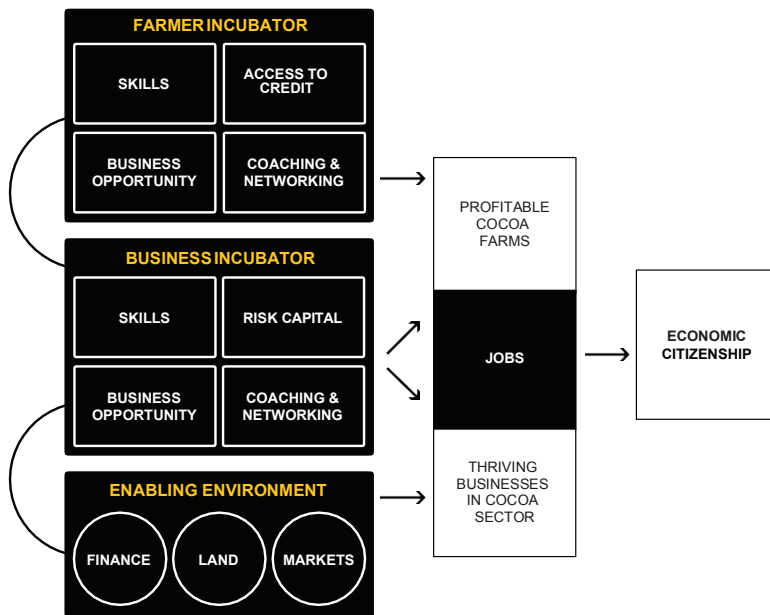 FARMER INCUBATOR
SKILLS
ACCESS TO
CREDIT
BUSINESS
OPPORTUNITY
COACHING &
NETWORKING
BUSINESS INCUBATOR
SKILLS
RISK CAPITAL
BUSINESS
OPPORTUNITY
COACHING &
NETWORKING
ENABLING ENVIRONMENT
FINANCE
LAND
MARKETS
PROFITABLE
COCOA
FARMS
JOBS
THRIVING
BUSINESSES
IN COCOA
SECTOR
ECONOMIC
CITIZENSHIP